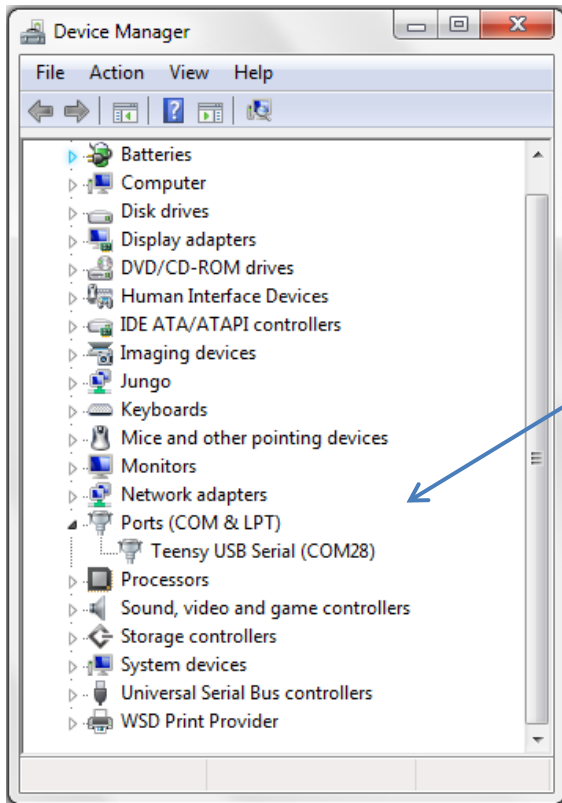 Device Manager
File Action View Help
Batteries
Computer
Disk drives
Display adapters
DVD/CD-ROM drives
Human Interface Devices
IDE ATA/ATAPI controllers
Imaging devices
Jungo
Keyboards
Mice and other pointing devices
Monitors
Network adapters
Ports (COM & LPT)
Teensy USB Serial (COM28)
Processors
Sound, video and game controllers
Storage controllers
System devices
Universal Serial Bus controllers
WSD Print Provider